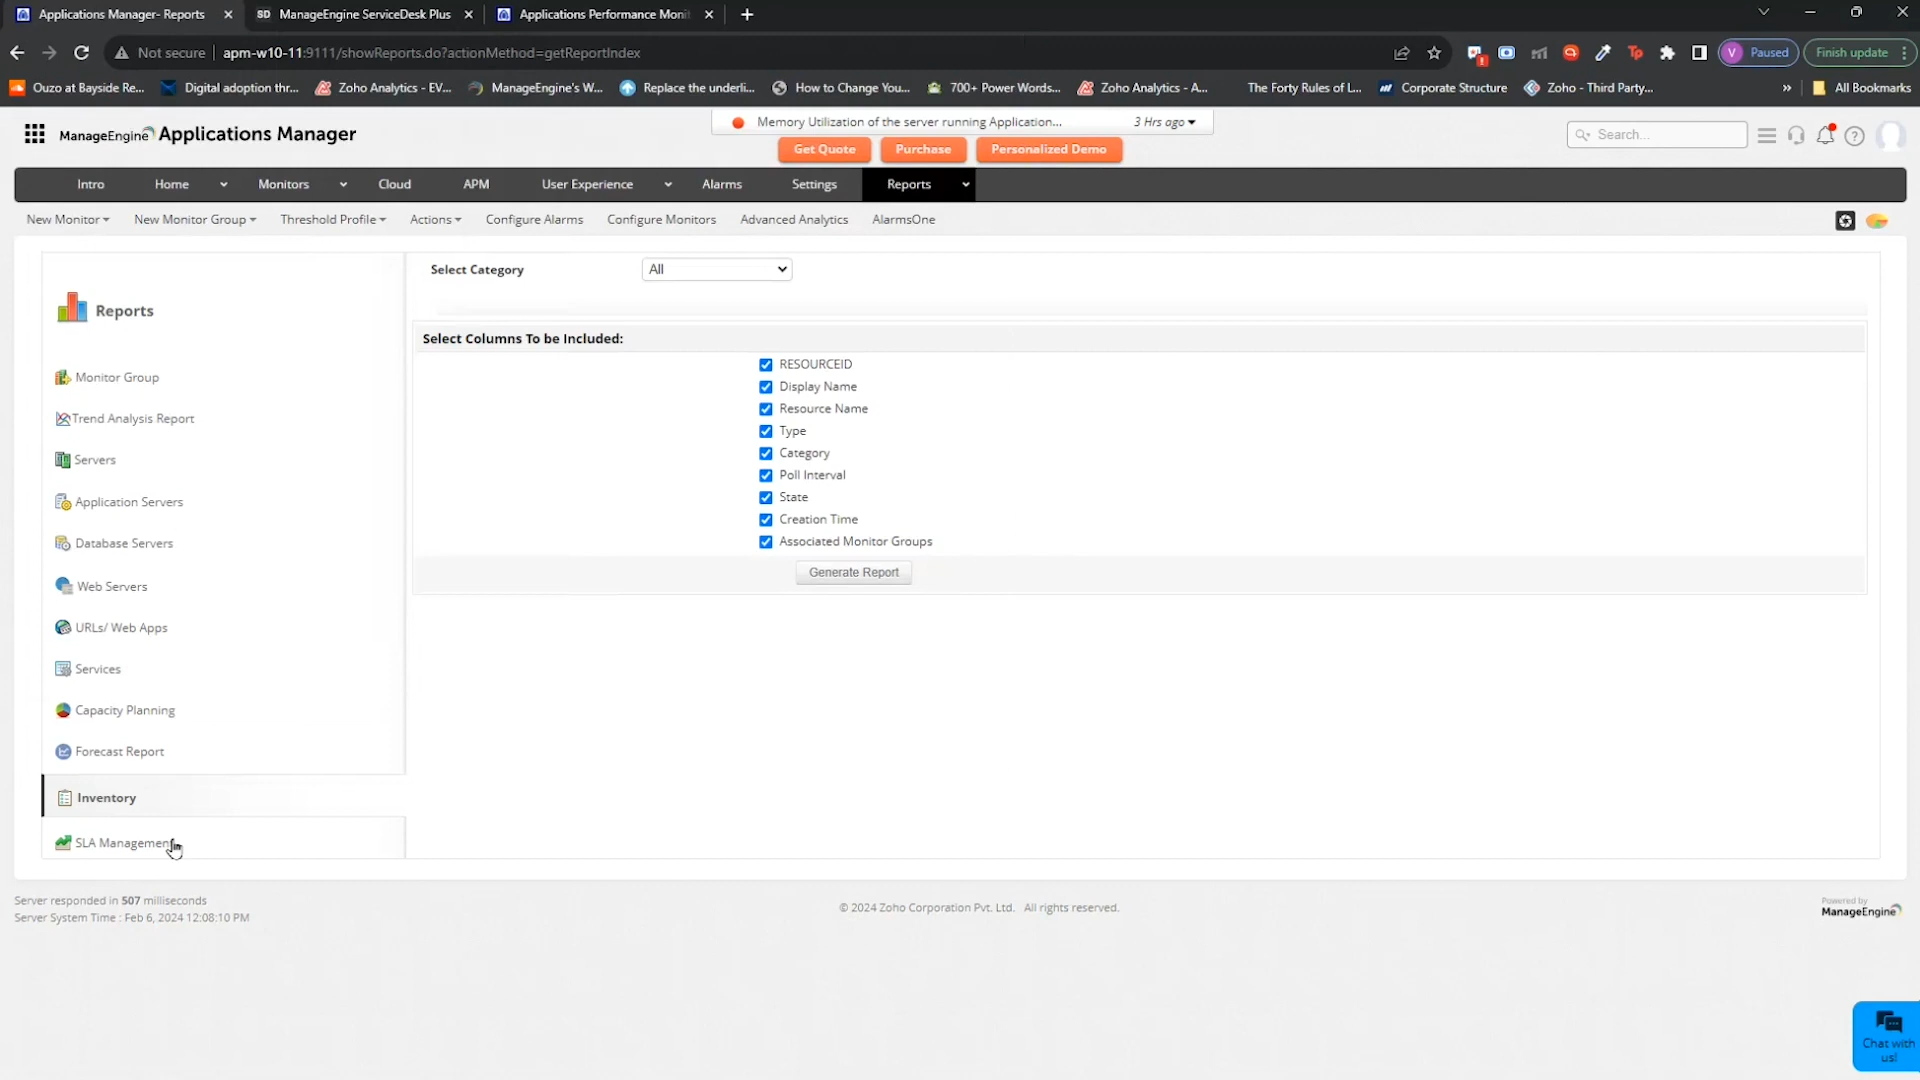 Applications Manager- Reports
SD ManageEngine ServiceDesk Plus
Applications Performance Monit
Not secure apm-w10-11:9111/showReports.do?actionMethod=getReportIndex
V Paused
Finish update
Ouzo at Bayside Re...
Digital adoption thr...
Zoho Analytics - EV...
ManageEngine's W...
Replace the underli...
How to Change You...
700+ Power Words...
Zoho Analytics - A...
The Forty Rules of L...
Corporate Structure
Zoho - Third Party...
»
All Bookmarks
ManageEngine Applications Manager
Memory Utilization of the server running Application... 3 Hrs ago
Get Quote
Purchase
Personalized Demo
Search...
Intro
Home
Monitors
Cloud
APM
User Experience
Alarms
Settings
Reports
New Monitor
New Monitor Group
Threshold Profile
Actions
Configure Alarms
Configure Monitors
Advanced Analytics
AlarmsOne
Reports
Monitor Group
Trend Analysis Report
Servers
Application Servers
Database Servers
Web Servers
URLs/ Web Apps
Services
Capacity Planning
Forecast Report
Inventory
SLA Management
Select Category All
Select Columns To be Included:
RESOURCEID
Display Name
Resource Name
Type
Category
Poll Interval
State
Creation Time
Associated Monitor Groups
Generate Report
Server responded in 507 milliseconds
Server System Time : Feb 6, 2024 12:08:10 PM
© 2024 Zoho Corporation Pvt. Ltd. All rights reserved.
Powered by
ManageEngine
Chat with
us!